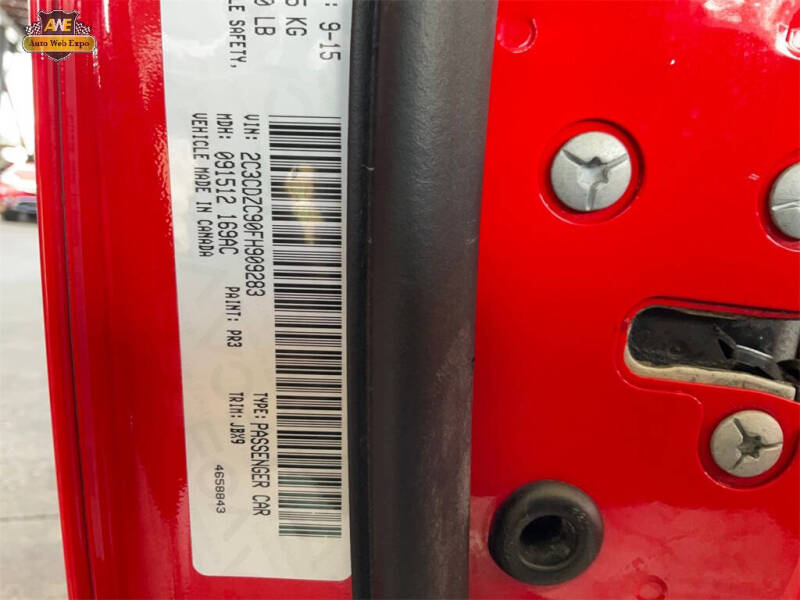 AWE
Auto Web Expo
: 9-15
KG
LB
LE SAFETY,
VIN: 2C3CDZC90FH909283
TYPE: PASSENGER CAR
MDH: 091512 169AC
PAINT: PR3
TRIM: JBX9
VEHICLE MADE IN CANADA
4658843